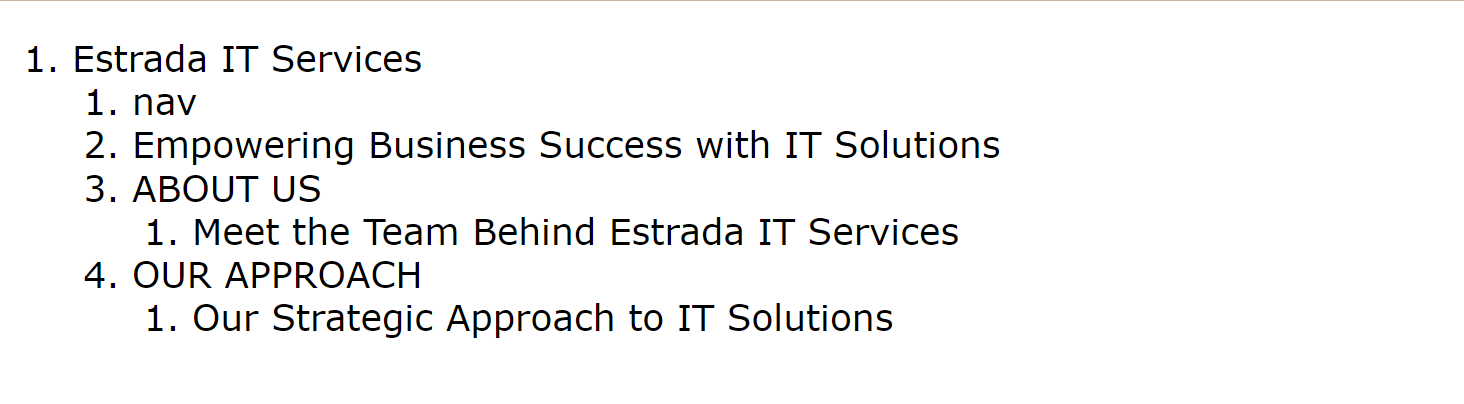 1. Estrada IT Services
1. nav
2. Empowering Business Success with IT Solutions
3. ABOUT US
1. Meet the Team Behind Estrada IT Services
4. OUR APPROACH
1. Our Strategic Approach to IT Solutions